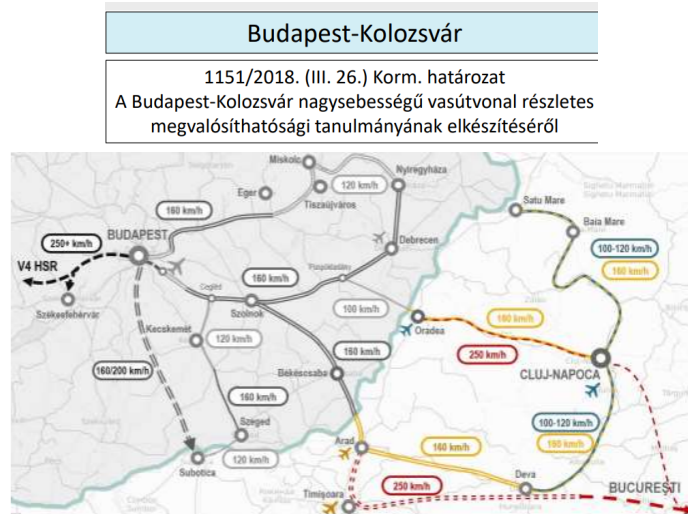 Budapest-Kolozsvár
1151/2018. (III. 26.) Korm. határozat
A Budapest-Kolozsvár nagysebességű vasútvonal részletes
megvalósíthatósági tanulmányának elkészítéséről
Miskolc
Nyíregyháza
120 km/h
Eger
Tiszaújváros
160 km/h
Satu Mare
Baia Mare
BUDAPEST
250+ km/h
V4 HSR
Debrecen
100-120 km/h
160 km/h
160 km/h
Püspökladány
Cegléd
Székesfehérvár
Szolnok
100 km/h
160 km/h
Oradea
Kecskemét
120 km/h
160 km/h
250 km/h
CLUJ-NAPOCA
Békéscsaba
160/200 km/h
160 km/h
100-120 km/h
Szeged
160 km/h
Arad
160 km/h
Subotica
120 km/h
Deva
250 km/h
BUCUREȘTI
Timișoara